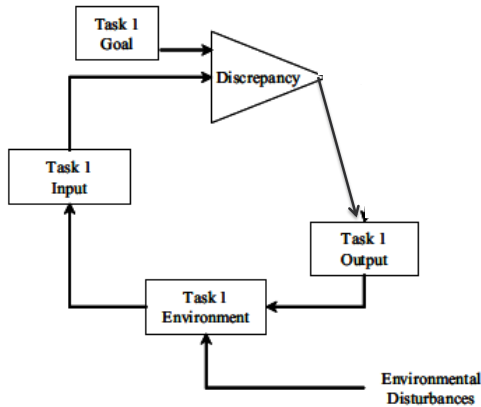 Task 1
Goal
Discrepancy
Task 1
Input
Task 1
Output
Task 1
Environment
Environmental
Disturbances